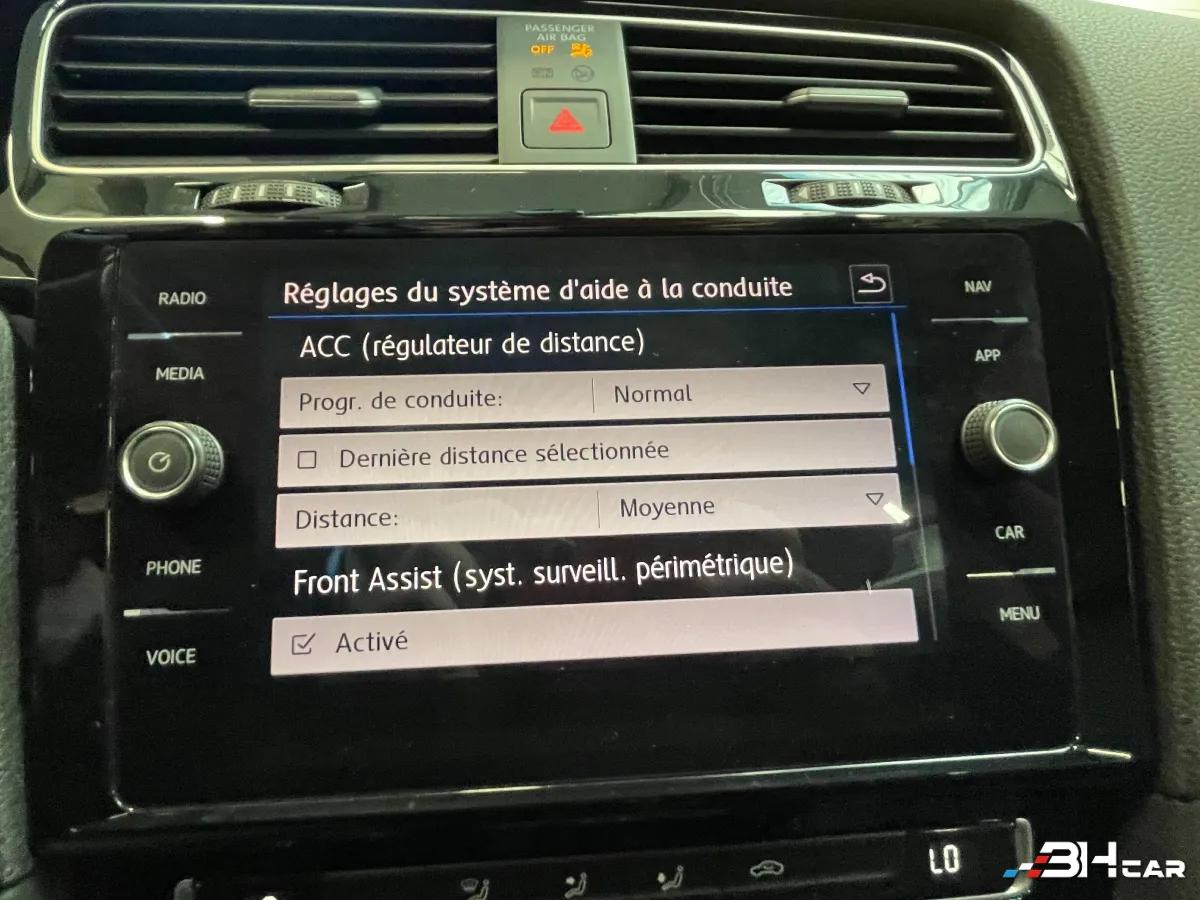 PASSENGER
AIR BAG
OFF
RADIO
MEDIA
PHONE
VOICE
Réglages du système d'aide à la conduite
ACC (régulateur de distance)
Progr. de conduite: Normal
Dernière distance sélectionnée
Distance: Moyenne
Front Assist (syst. surveill. périmétrique)
Activé
NAV
APP
CAR
MENU
LO
3HCAR